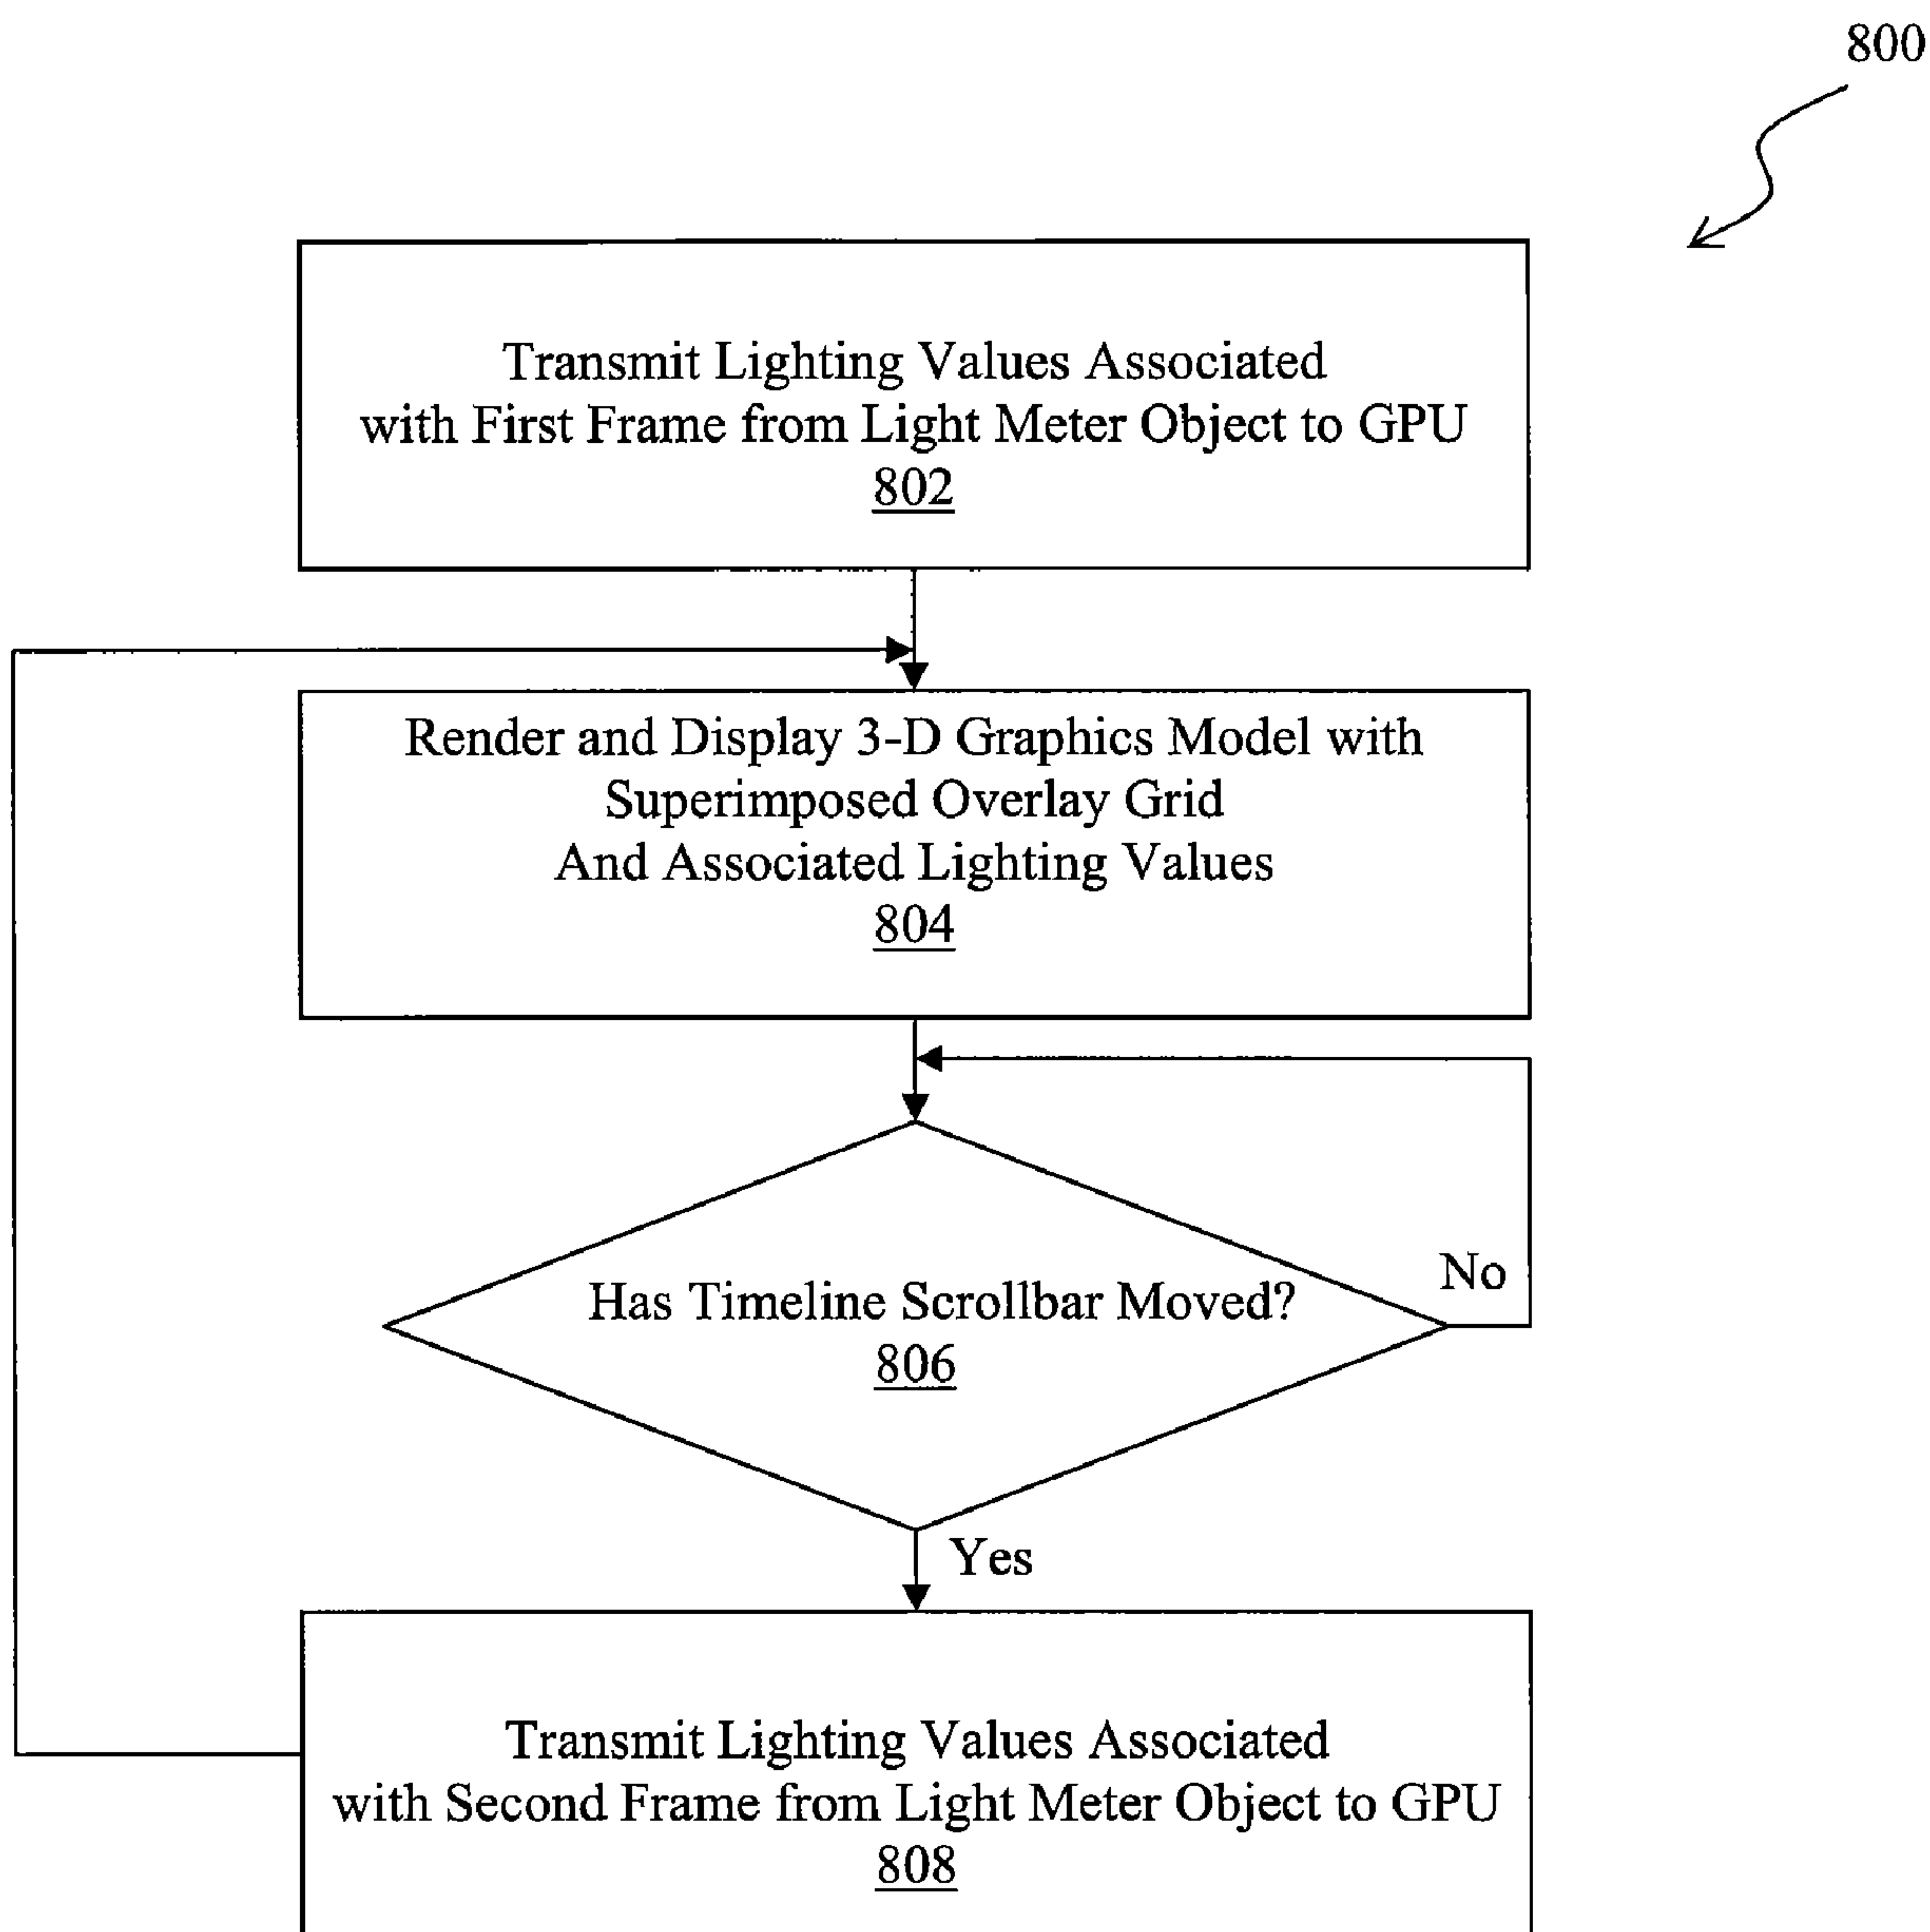 800
Transmit Lighting Values Associated
with First Frame from Light Meter Object to GPU
802
Render and Display 3-D Graphics Model with
Superimposed Overlay Grid
And Associated Lighting Values
804
No
Has Timeline Scrollbar Moved?
806
Yes
Transmit Lighting Values Associated
with Second Frame from Light Meter Object to GPU
808